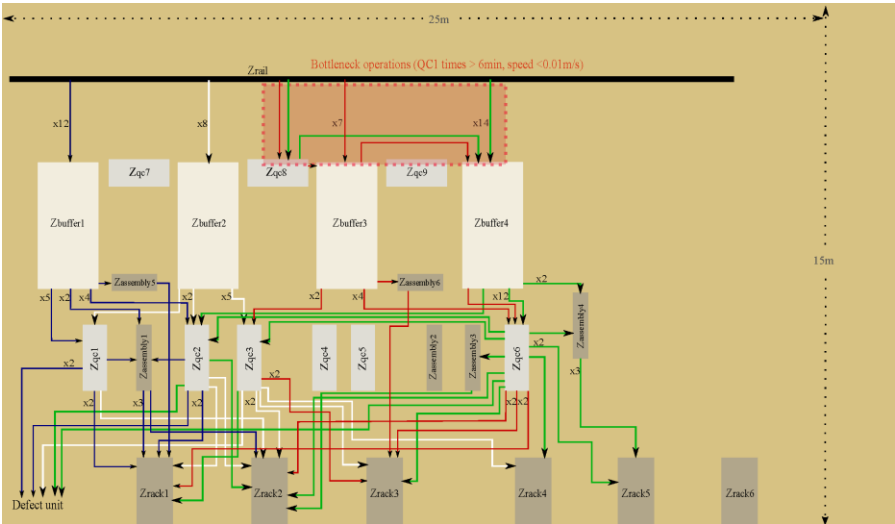 25m
Bottleneck operations (QC1 times > 6min, speed <0.01m/s)
Zrail
x12
x8
x7
x14
Zqc7
Zqc8
Zqc9
Zbuffer1
Zbuffer2
Zbuffer3
Zbuffer4
15m
Zassembly5
Zassembly6
x2
x5
x2
x4
x5
x2
x4
x12
Zassembly4
Zqc1
Zassembly1
Zqc2
Zqc3
Zqc4
Zqc5
Zassembly2
Zassembly3
Zqc6
x2
x2
x2
x3
x2
x3
x2
x2
x2
x2
Zrack1
Zrack2
Zrack3
Zrack4
Zrack5
Zrack6
Defect unit